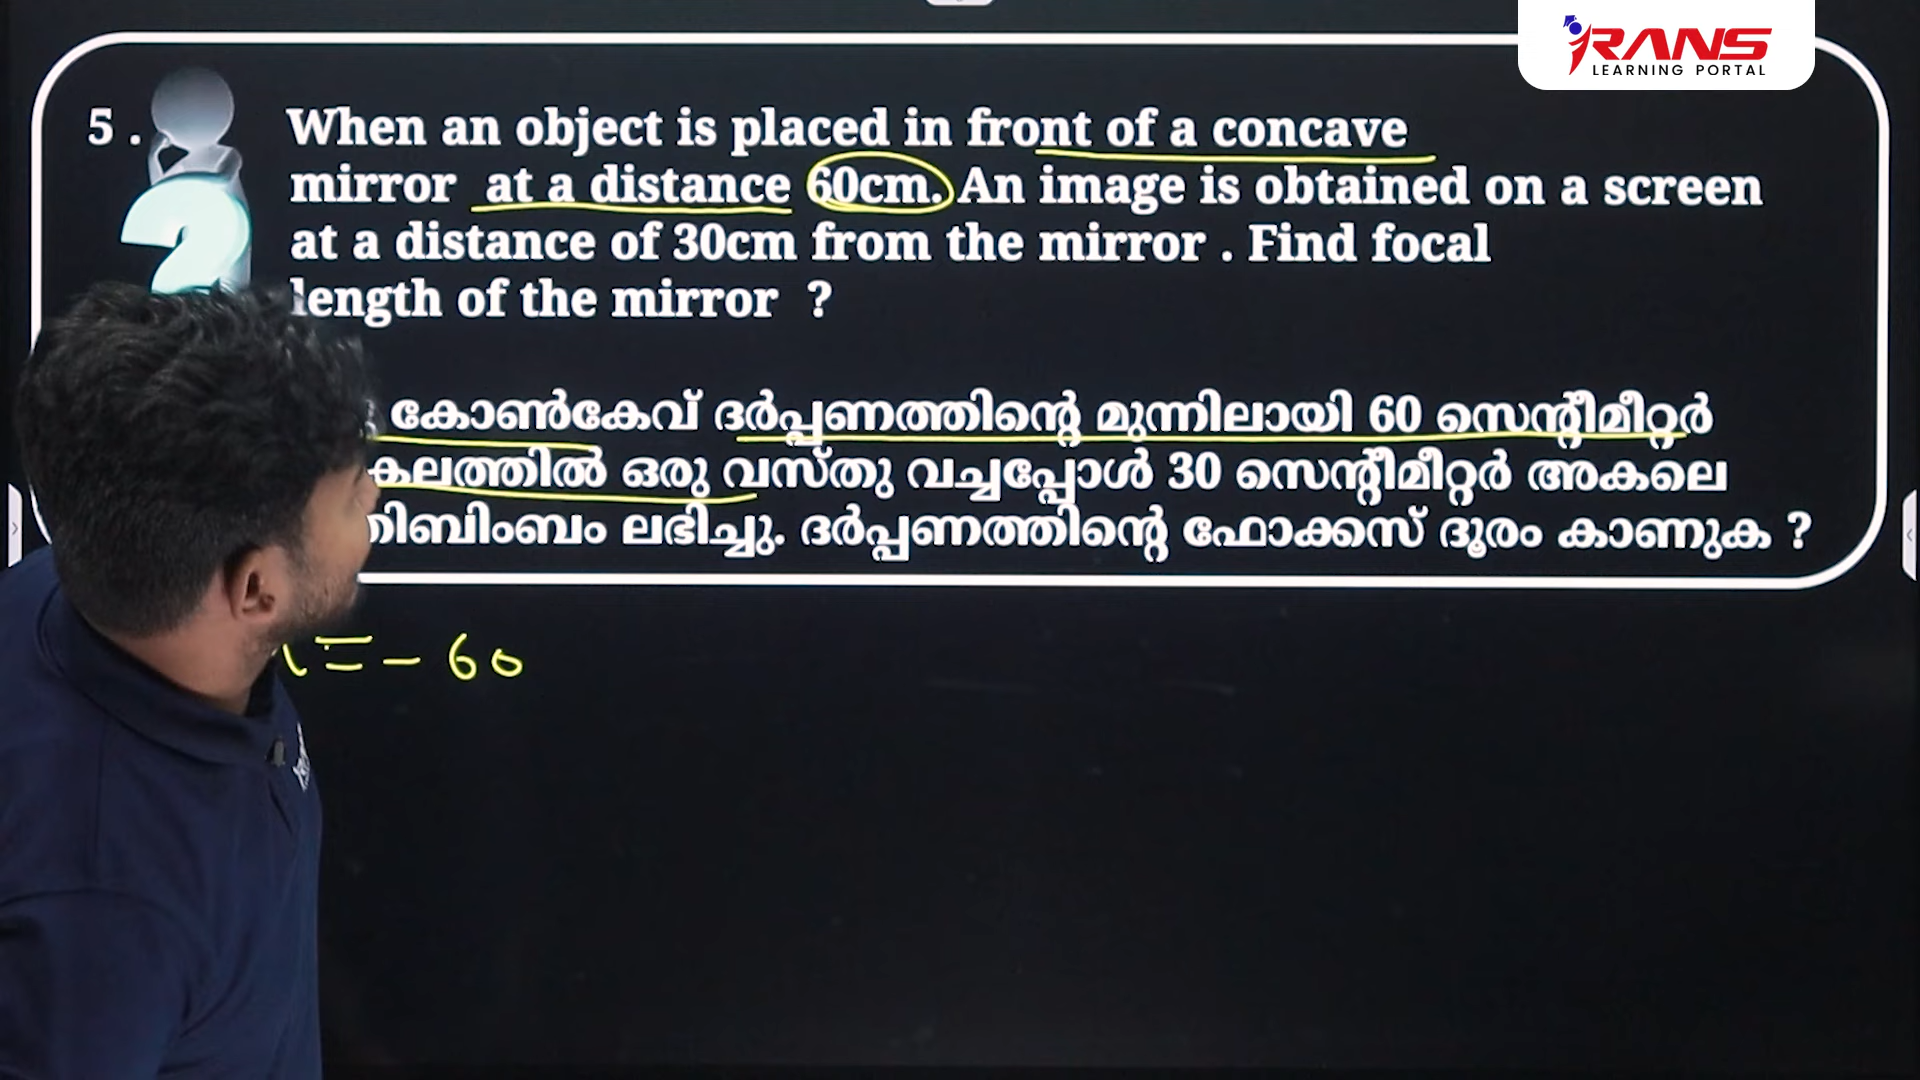 RANS
LEARNING PORTAL
5 .
When an object is placed in front of a concave
mirror at a distance 60cm. An image is obtained on a screen
at a distance of 30cm from the mirror . Find focal
length of the mirror ?
കോൺകേവ് ദർപ്പണത്തിന്റെ മുന്നിലായി 60 സെന്റീമീറ്റർ
ഒരു വസ്തു വച്ചപ്പോൾ 30 സെന്റീമീറ്റർ അകലെ
ലഭിച്ചു. ദർപ്പണത്തിന്റെ ഫോക്കസ് ദൂരം കാണുക ?
= - 60